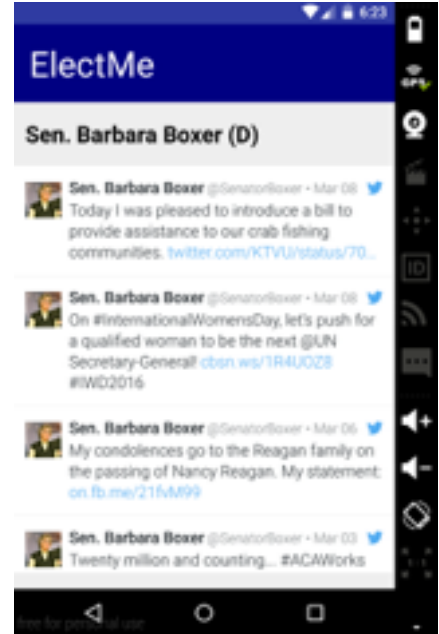 6:23
ElectMe
Sen. Barbara Boxer (D)
Sen. Barbara Boxer @SenatorBoxer • Mar 08
Today I was pleased to introduce a bill to
provide assistance to our crab fishing
communities. twitter.com/KTVU/status/70...
Sen. Barbara Boxer @SenatorBoxer • Mar 08
On #InternationalWomensDay, let's push for
a qualified woman to be the next @UN
Secretary-General! cbsn.ws/1R4UOZ8
#IWD2016
Sen. Barbara Boxer @SenatorBoxer • Mar 06
My condolences go to the Reagan family on
the passing of Nancy Reagan. My statement:
on.fb.me/21fvM99
Sen. Barbara Boxer @SenatorBoxer • Mar 03
Twenty million and counting... #ACAWorks
free for personal use
GPS
ID
1:1